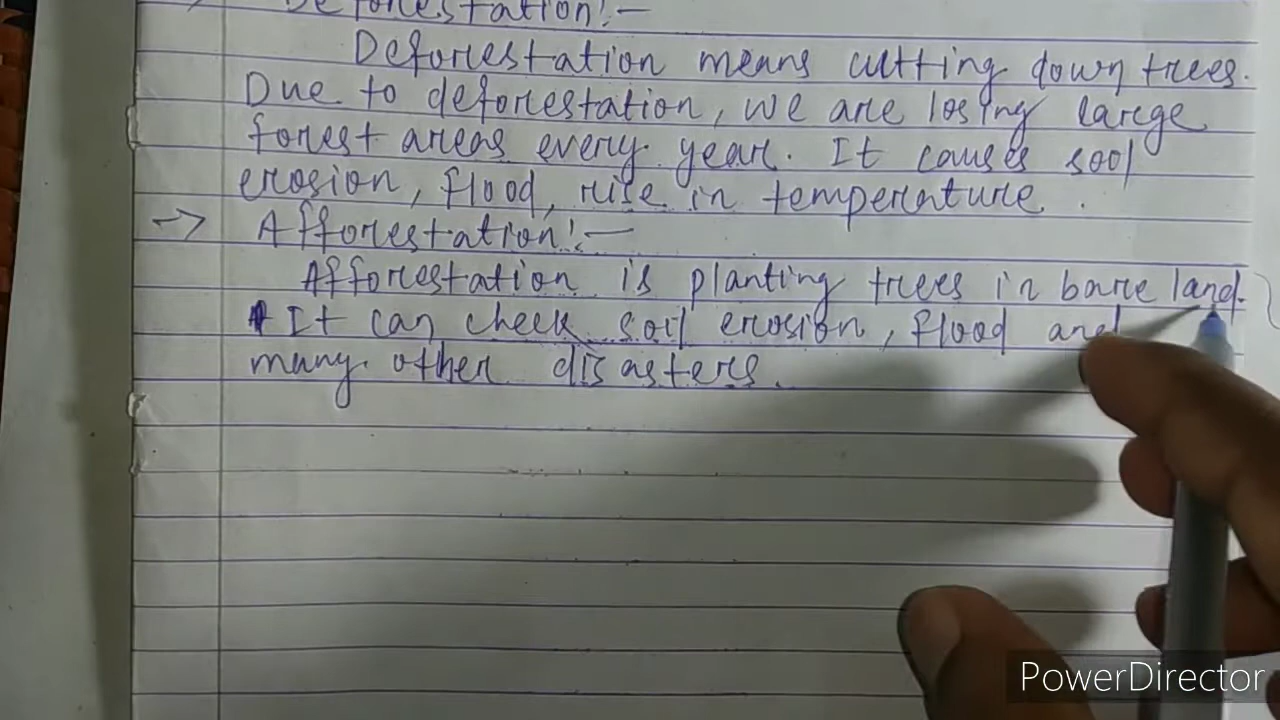 Deforestation:-
Deforestation means cutting down trees.
Due to deforestation, we are losing large
forest areas every year. It causes sool
erosion, flood, rise in temperature.
→ Afforestation:-
Afforestation is planting trees in bare land.
It can check soil erosion, flood and
many other disasters.
PowerDirector